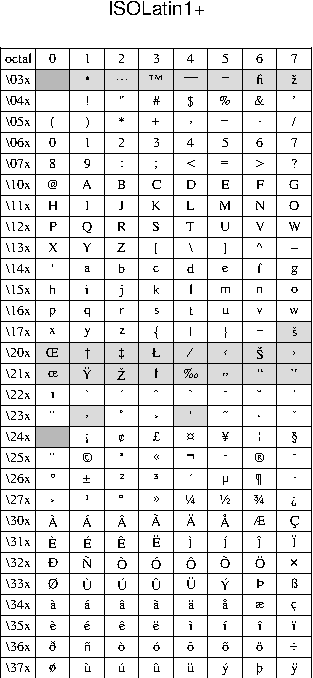 ISOLatin1+
octal 0 1 2 3 4 5 6 7
\03x • … ™ — – fi ž
\04x ! " # $ % & ’
\05x ( ) * + , − . /
\06x 0 1 2 3 4 5 6 7
\07x 8 9 : ; < = > ?
\10x @ A B C D E F G
\11x H I J K L M N O
\12x P Q R S T U V W
\13x X Y Z [ \ ] ^ _
\14x ‘ a b c d e f g
\15x h i j k l m n o
\16x p q r s t u v w
\17x x y z { | } ~ š
\20x Œ † ‡ Ł ⁄ ‹ Š ›
\21x œ Ÿ Ž ł ‰ „ “ ”
\22x ı ` ´ ˆ ˜ ¯ ˘ ˙
\23x ¨ ‚ ˚ ¸ ' ˝ ˛ ˇ
\24x ¡ ¢ £ ¤ ¥ ¦ §
\25x ¨ © ª « ¬ - ® ¯
\26x ° ± ² ³ ´ µ ¶ ·
\27x ¸ ¹ º » ¼ ½ ¾ ¿
\30x À Á Â Ã Ä Å Æ Ç
\31x È É Ê Ë Ì Í Î Ï
\32x Ð Ñ Ò Ó Ô Õ Ö ×
\33x Ø Ù Ú Û Ü Ý Þ ß
\34x à á â ã ä å æ ç
\35x è é ê ë ì í î ï
\36x ð ñ ò ó ô õ ö ÷
\37x ø ù ú û ü ý þ ÿ